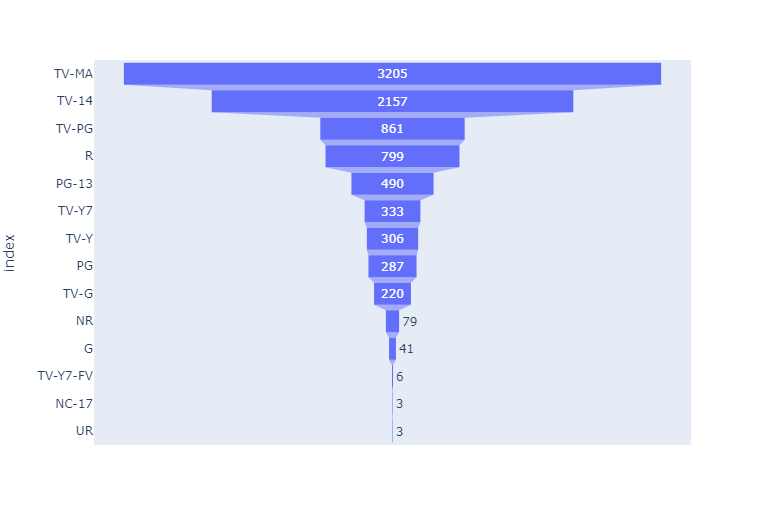 TV-MA 3205
TV-14 2157
TV-PG 861
R 799
PG-13 490
TV-Y7 333
TV-Y 306
PG 287
TV-G 220
NR 79
G 41
TV-Y7-FV 6
NC-17 3
UR 3
index